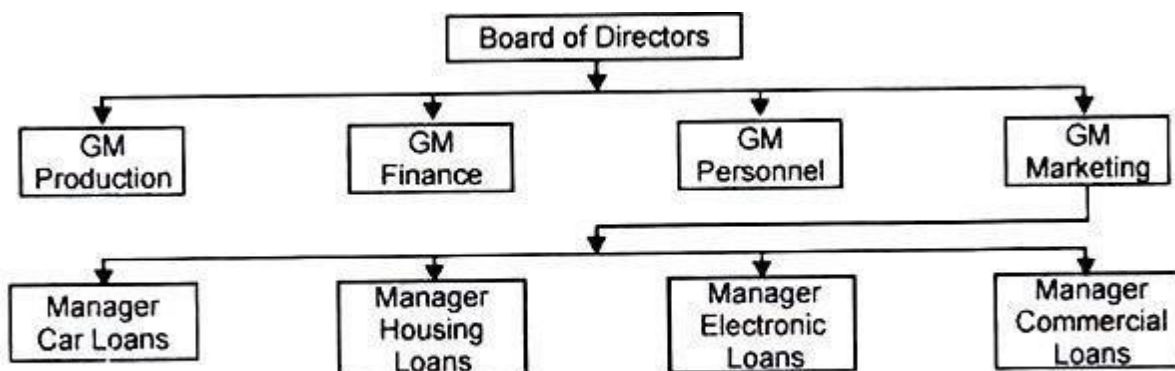 Board of Directors
GM
Production
GM
Finance
GM
Personnel
GM
Marketing
Manager
Car Loans
Manager
Housing
Loans
Manager
Electronic
Loans
Manager
Commercial
Loans